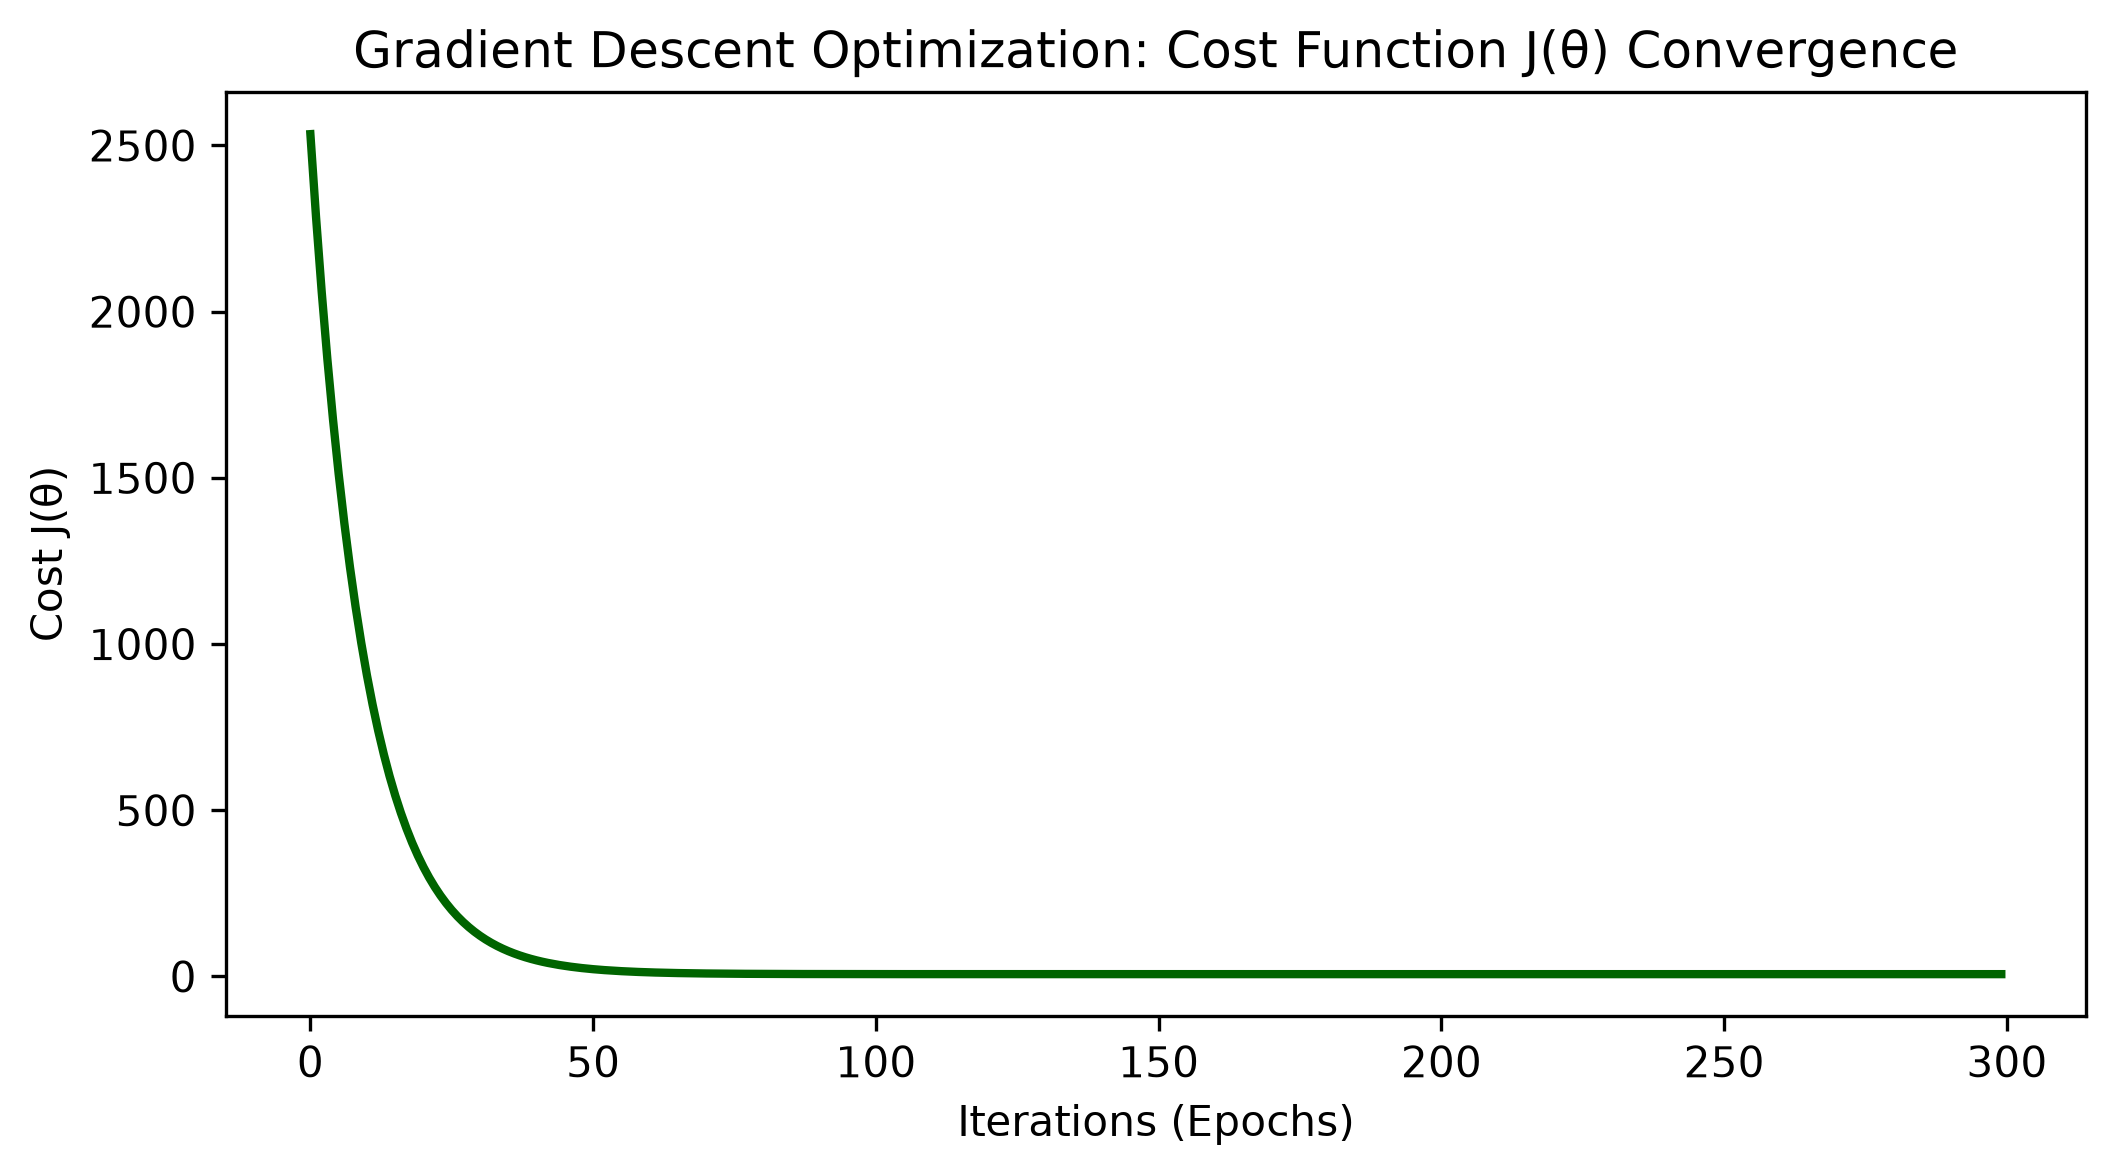 Gradient Descent Optimization: Cost Function J(θ) Convergence
2500
2000
1500
1000
500
0
Cost J(θ)
0 50 100 150 200 250 300
Iterations (Epochs)